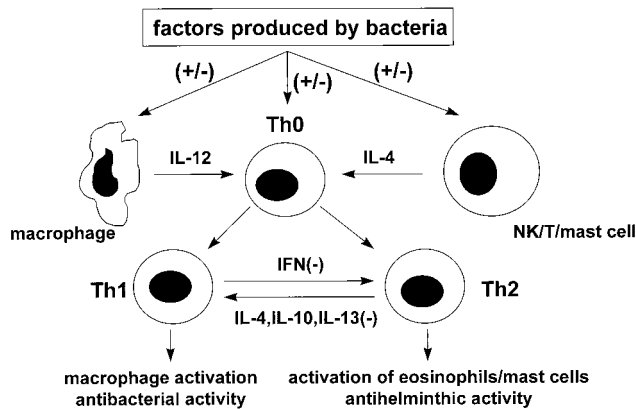 factors produced by bacteria
(+/-)
(+/-)
(+/-)
Th0
IL-12
IL-4
macrophage
NK/T/mast cell
Th1
IFN(-)
Th2
IL-4,IL-10,IL-13(-)
macrophage activation
antibacterial activity
activation of eosinophils/mast cells
antihelminthic activity